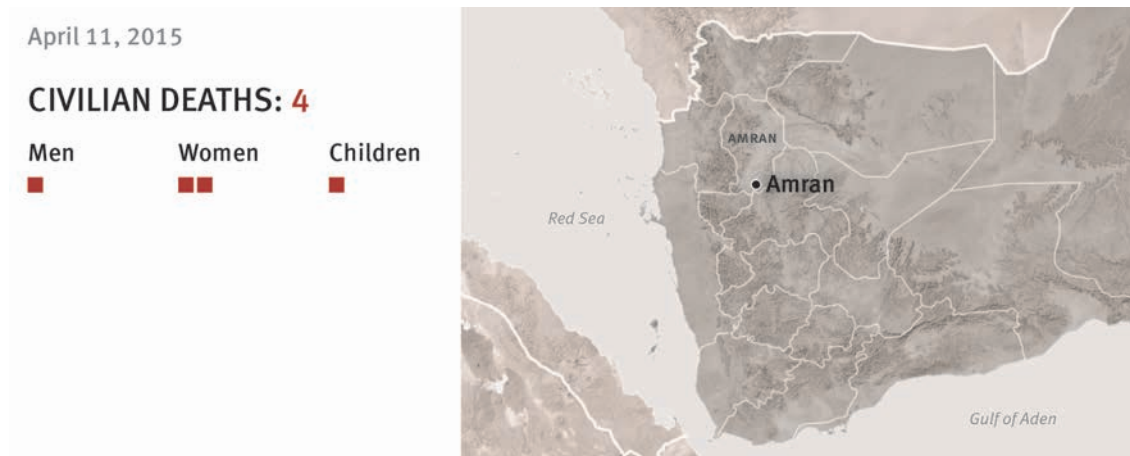 April 11, 2015
CIVILIAN DEATHS: 4
Men Women Children
AMRAN
Amran
Red Sea
Gulf of Aden